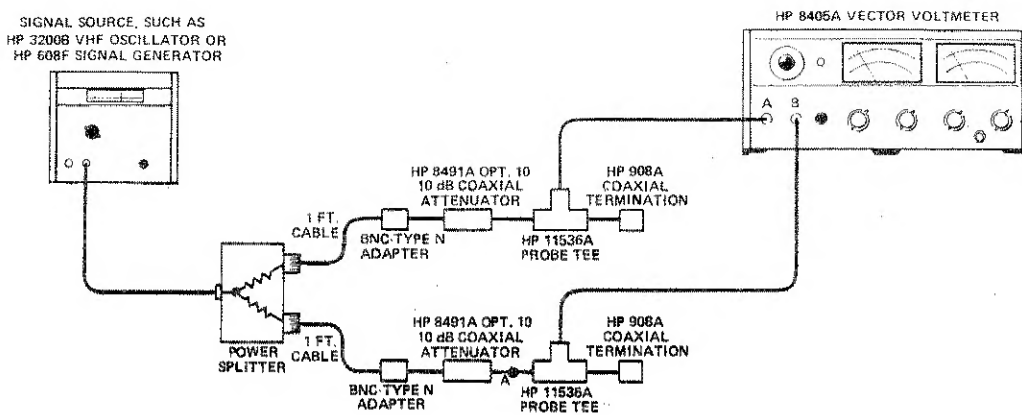 SIGNAL SOURCE, SUCH AS
HP 3200B VHF OSCILLATOR OR
HP 608F SIGNAL GENERATOR
HP 8405A VECTOR VOLTMETER
A
B
HP 8491A OPT. 10
10 dB COAXIAL
ATTENUATOR
HP 908A
COAXIAL
TERMINATION
1 FT.
CABLE
BNC-TYPE N
ADAPTER
HP 11536A
PROBE TEE
POWER
SPLITTER
1 FT.
CABLE
HP 8491A OPT. 10
10 dB COAXIAL
ATTENUATOR
HP 908A
COAXIAL
TERMINATION
BNC-TYPE N
ADAPTER
A
HP 11536A
PROBE TEE